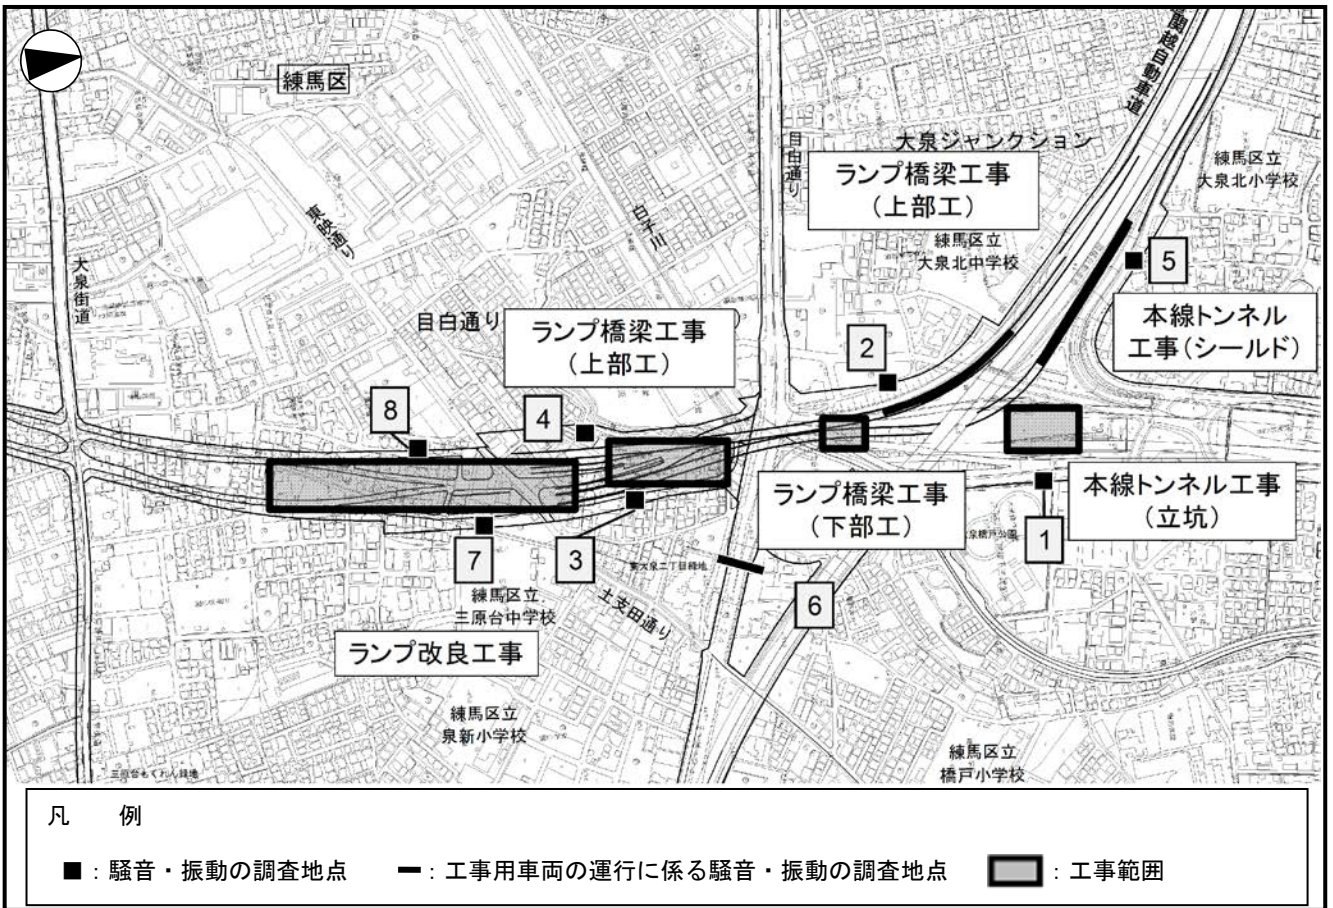 練馬区
関越自動車道
大泉ジャンクション
目白通り
練馬区立
大泉北小学校
ランプ橋梁工事
(上部工)
東映通り
白子川
練馬区立
大泉北中学校
5
大泉街道
目白通り
ランプ橋梁工事
(上部工)
2
本線トンネル
工事(シールド)
8
4
ランプ橋梁工事
(下部工)
本線トンネル工事
(立坑)
7
3
1
東大泉二丁目緑地
6
練馬区立
三原台中学校
土支田通り
ランプ改良工事
練馬区立
泉新小学校
練馬区立
橋戸小学校
三原台もくれん緑地
凡 例
■:騒音・振動の調査地点 ━:工事用車両の運行に係る騒音・振動の調査地点 :工事範囲